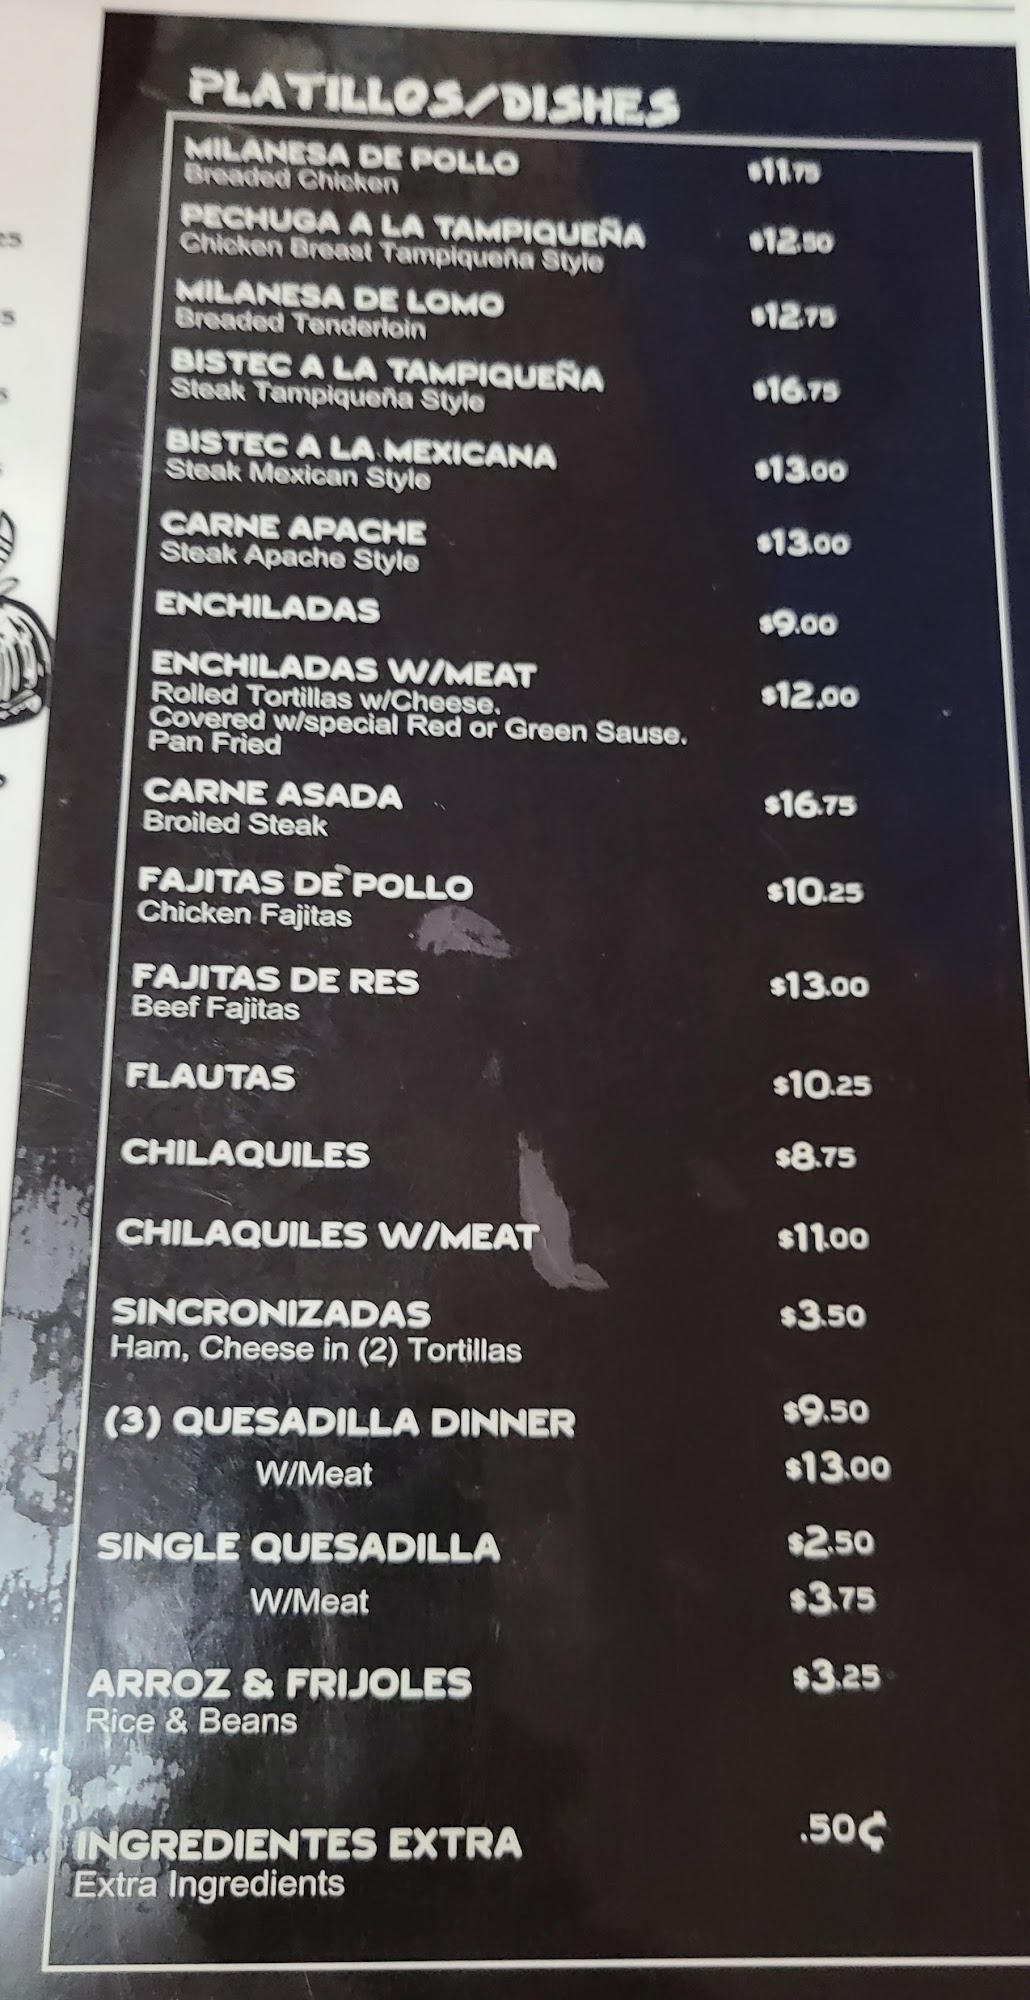 PLATILLOS/DISHES
MILANESA DE POLLO $11.75
Breaded Chicken
PECHUGA A LA TAMPIQUEÑA $12.50
Chicken Breast Tampiqueña Style
MILANESA DE LOMO $12.75
Breaded Tenderloin
BISTEC A LA TAMPIQUEÑA $16.75
Steak Tampiqueña Style
BISTEC A LA MEXICANA $13.00
Steak Mexican Style
CARNE APACHE $13.00
Steak Apache Style
ENCHILADAS $9.00
ENCHILADAS W/MEAT $12.00
Rolled Tortillas w/Cheese.
Covered w/special Red or Green Sause.
Pan Fried
CARNE ASADA $16.75
Broiled Steak
FAJITAS DE POLLO $10.25
Chicken Fajitas
FAJITAS DE RES $13.00
Beef Fajitas
FLAUTAS $10.25
CHILAQUILES $8.75
CHILAQUILES W/MEAT $11.00
SINCRONIZADAS $3.50
Ham, Cheese in (2) Tortillas
(3) QUESADILLA DINNER $9.50
W/Meat $13.00
SINGLE QUESADILLA $2.50
W/Meat $3.75
ARROZ & FRIJOLES $3.25
Rice & Beans
INGREDIENTES EXTRA .50¢
Extra Ingredients